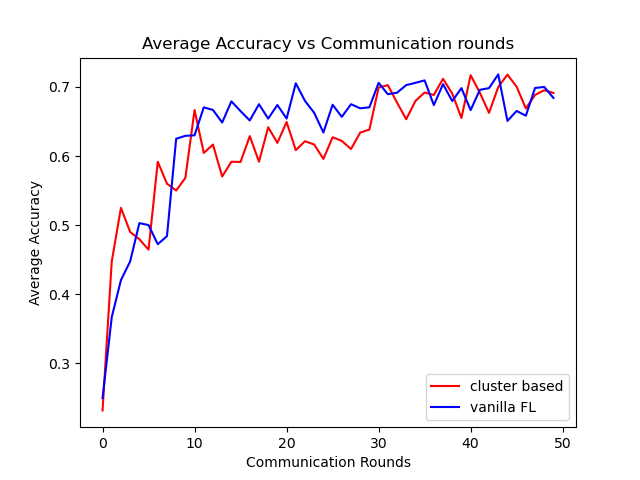 Average Accuracy vs Communication rounds
Average Accuracy
0.7
0.6
0.5
0.4
0.3
0 10 20 30 40 50
Communication Rounds
cluster based
vanilla FL